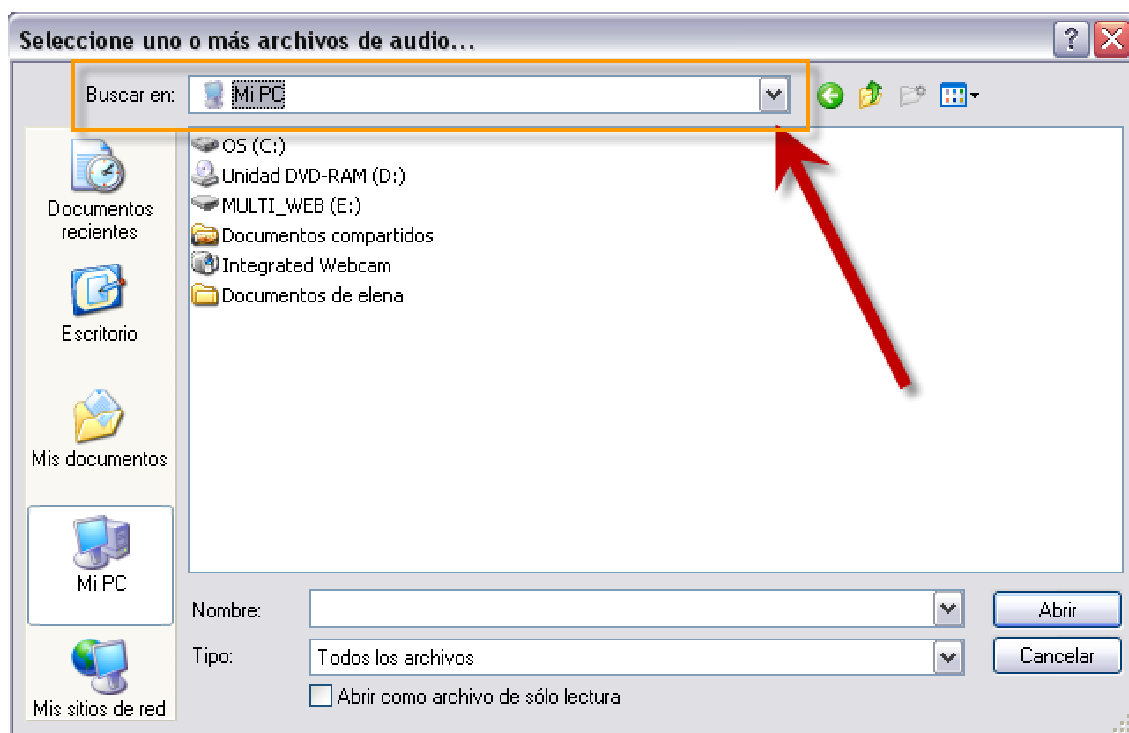 Seleccione uno o más archivos de audio...
Buscar en: Mi PC
OS (C:)
Unidad DVD-RAM (D:)
MULTI_WEB (E:)
Documentos compartidos
Integrated Webcam
Documentos de elena
Documentos
recientes
Escritorio
Mis documentos
Mi PC
Mis sitios de red
Nombre:
Abrir
Tipo: Todos los archivos
Cancelar
Abrir como archivo de sólo lectura